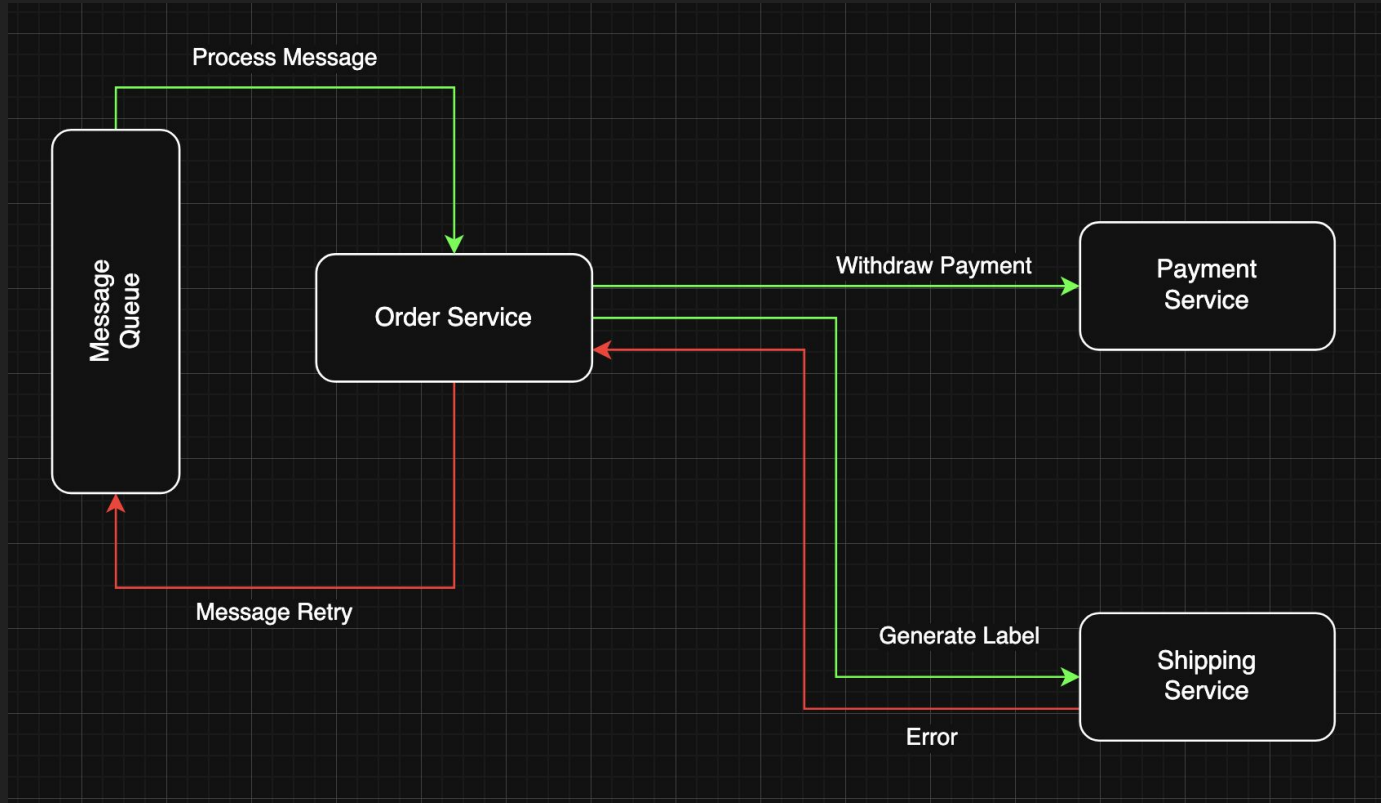 Process Message
Message
Queue
Order Service
Withdraw Payment
Payment
Service
Message Retry
Generate Label
Shipping
Service
Error